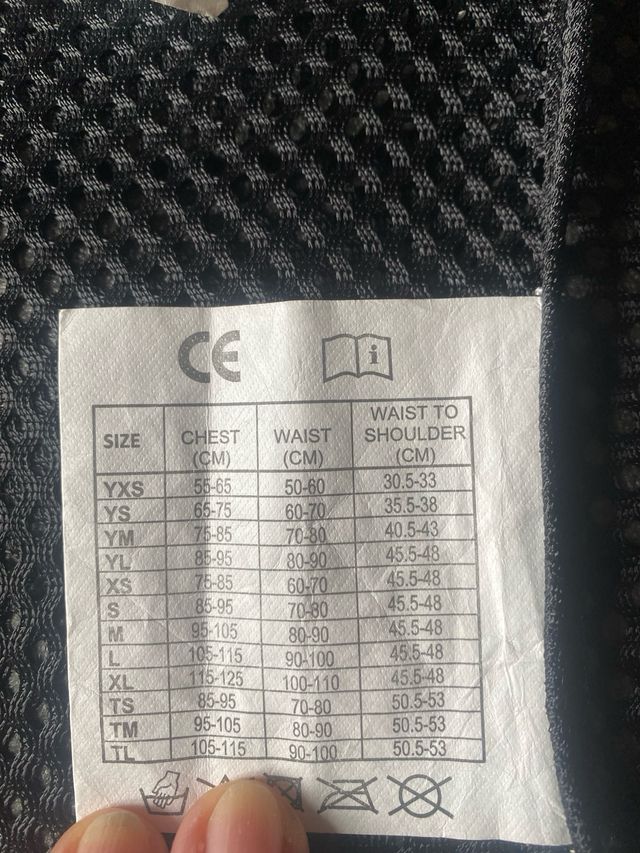 CE
i
SIZE CHEST (CM) WAIST (CM) WAIST TO SHOULDER (CM)
YXS 55-65 50-60 30.5-33
YS 65-75 60-70 35.5-38
YM 75-85 70-80 40.5-43
YL 85-95 80-90 45.5-48
XS 75-85 60-70 45.5-48
S 85-95 70-80 45.5-48
M 95-105 80-90 45.5-48
L 105-115 90-100 45.5-48
XL 115-125 100-110 45.5-48
TS 85-95 70-80 50.5-53
TM 95-105 80-90 50.5-53
TL 105-115 90-100 50.5-53